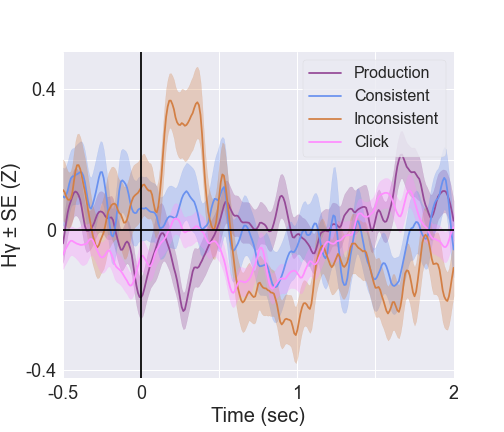 Production
Consistent
Inconsistent
Click
Hγ ± SE (Z)
0.4
0
-0.4
-0.5 0 1 2
Time (sec)